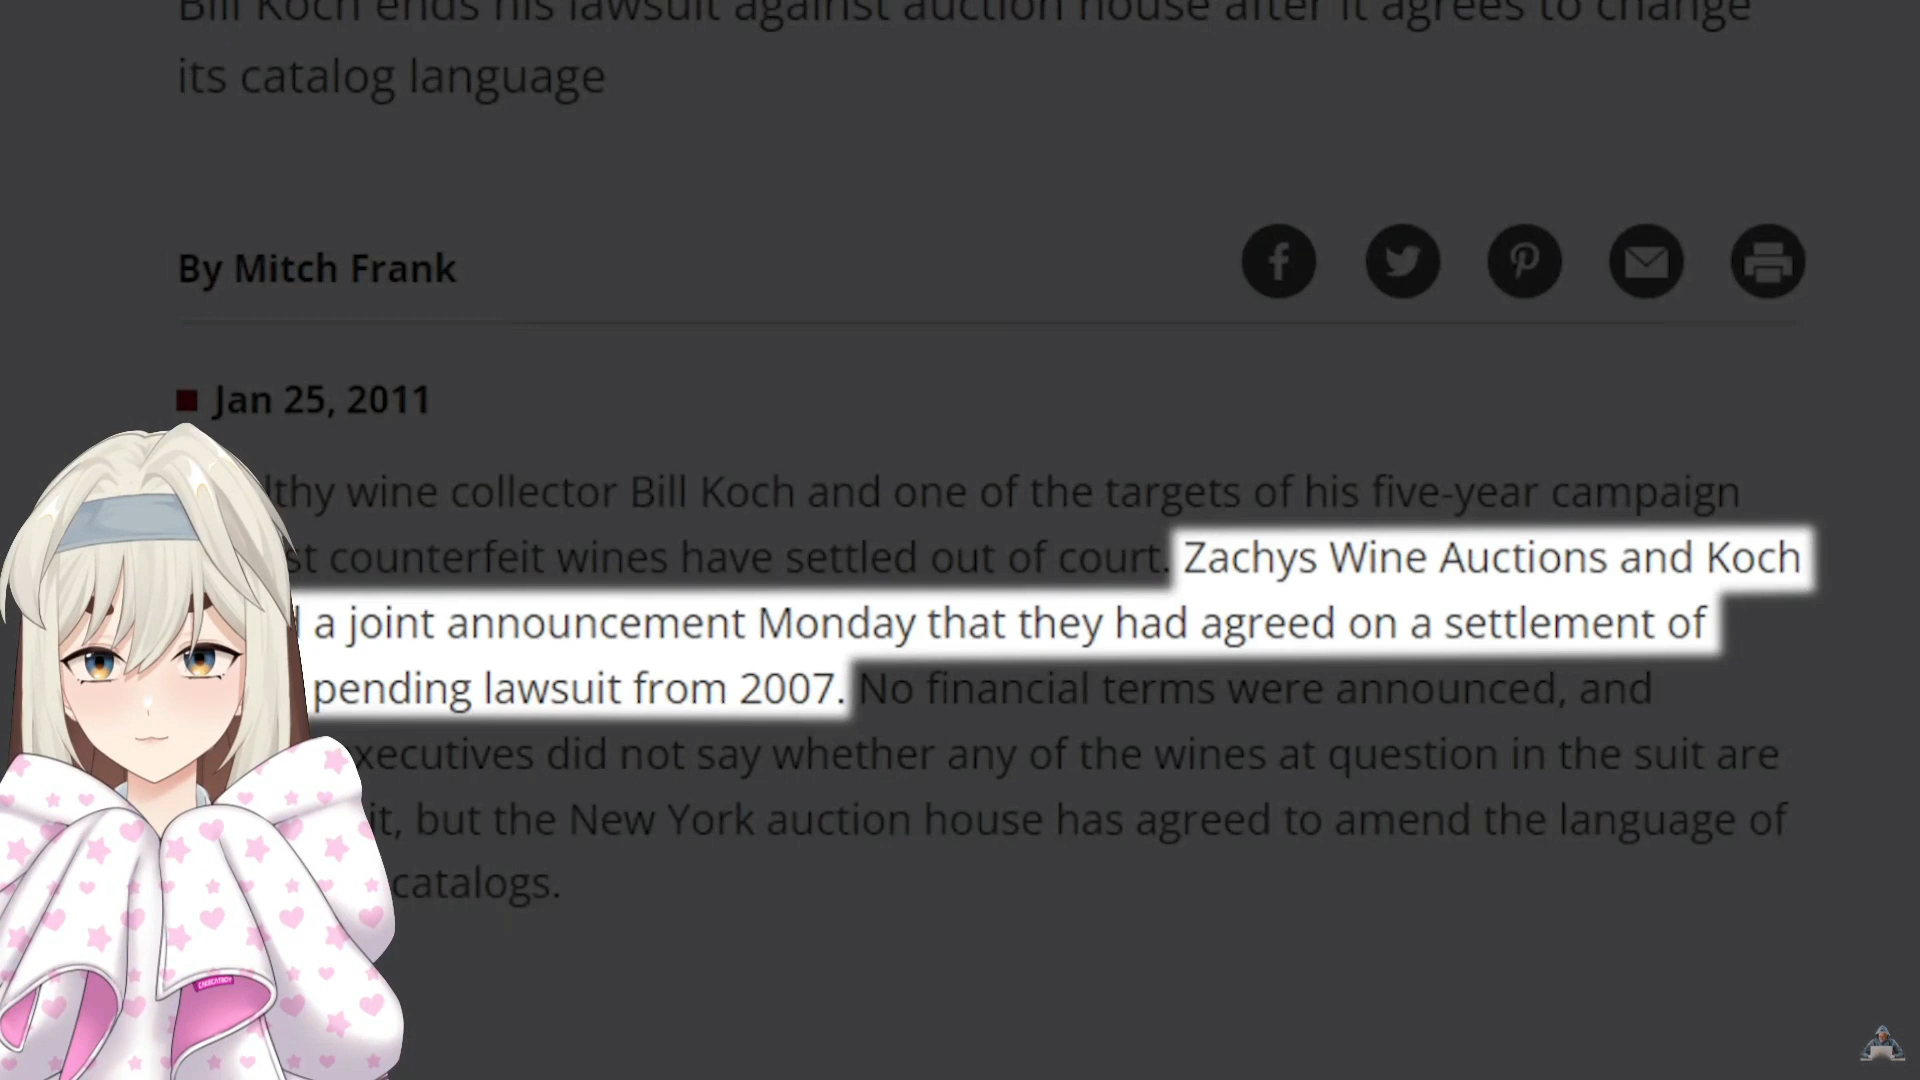 Bill Koch ends his lawsuit against auction house after it agrees to change
its catalog language
By Mitch Frank
Jan 25, 2011
wine collector Bill Koch and one of the targets of his five-year campaign
counterfeit wines have settled out of court. Zachys Wine Auctions and Koch
a joint announcement Monday that they had agreed on a settlement of
pending lawsuit from 2007. No financial terms were announced, and
executives did not say whether any of the wines at question in the suit are
but the New York auction house has agreed to amend the language of
catalogs.